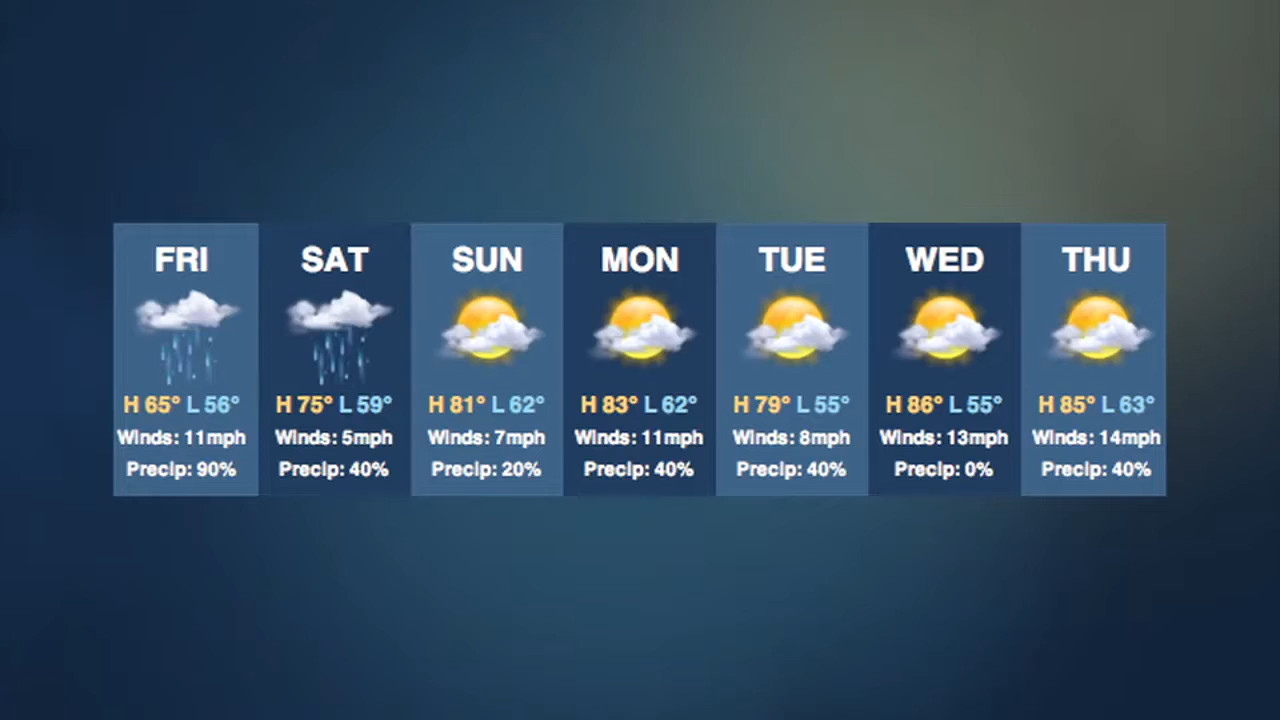 FRI
H 65° L 56°
Winds: 11mph
Precip: 90%
SAT
H 75° L 59°
Winds: 5mph
Precip: 40%
SUN
H 81° L 62°
Winds: 7mph
Precip: 20%
MON
H 83° L 62°
Winds: 11mph
Precip: 40%
TUE
H 79° L 55°
Winds: 8mph
Precip: 40%
WED
H 86° L 55°
Winds: 13mph
Precip: 0%
THU
H 85° L 63°
Winds: 14mph
Precip: 40%